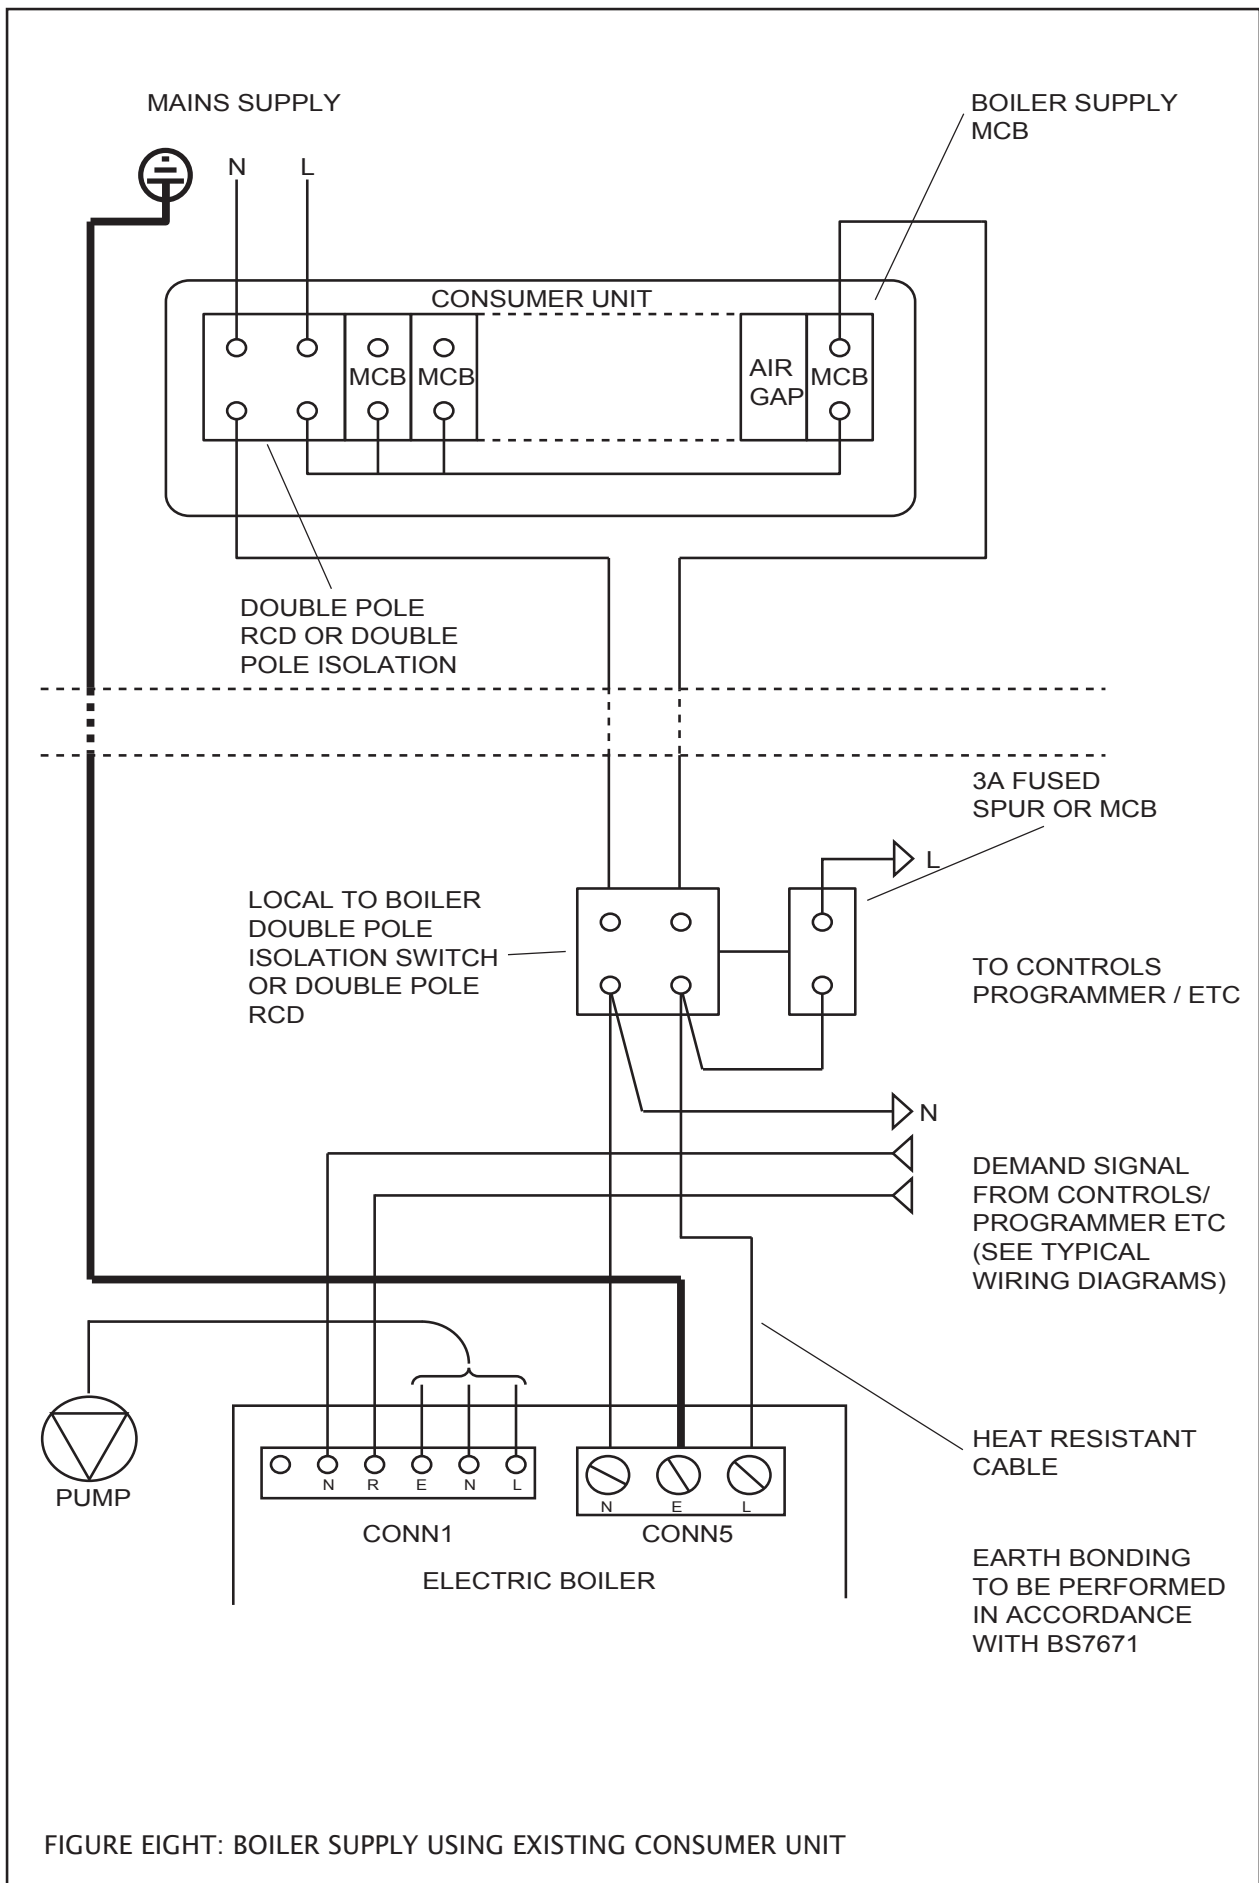 MAINS SUPPLY
BOILER SUPPLY
MCB
N
L
CONSUMER UNIT
MCB
MCB
AIR
GAP
MCB
DOUBLE POLE
RCD OR DOUBLE
POLE ISOLATION
3A FUSED
SPUR OR MCB
L
LOCAL TO BOILER
DOUBLE POLE
ISOLATION SWITCH
OR DOUBLE POLE
RCD
TO CONTROLS
PROGRAMMER / ETC
N
DEMAND SIGNAL
FROM CONTROLS/
PROGRAMMER ETC
(SEE TYPICAL
WIRING DIAGRAMS)
HEAT RESISTANT
CABLE
PUMP
N R E N L
N E L
CONN1
CONN5
ELECTRIC BOILER
EARTH BONDING
TO BE PERFORMED
IN ACCORDANCE
WITH BS7671
FIGURE EIGHT: BOILER SUPPLY USING EXISTING CONSUMER UNIT